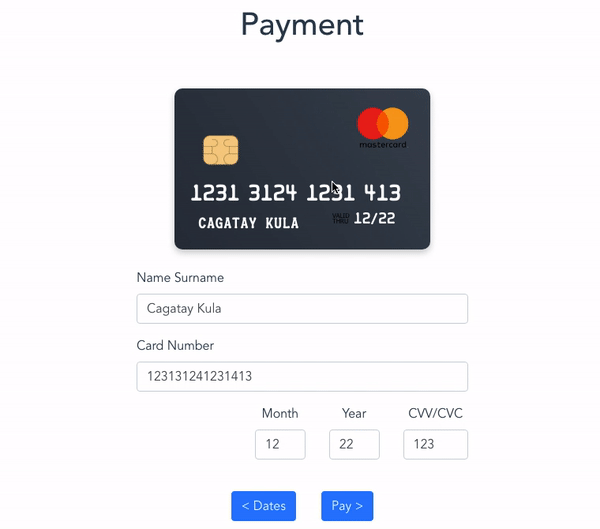 Payment
mastercard
1231 3124 1231 413
VALID
THRU
12/22
CAGATAY KULA
Name Surname
Cagatay Kula
Card Number
123131241231413
Month
Year
CVV/CVC
12
22
123
< Dates
Pay >